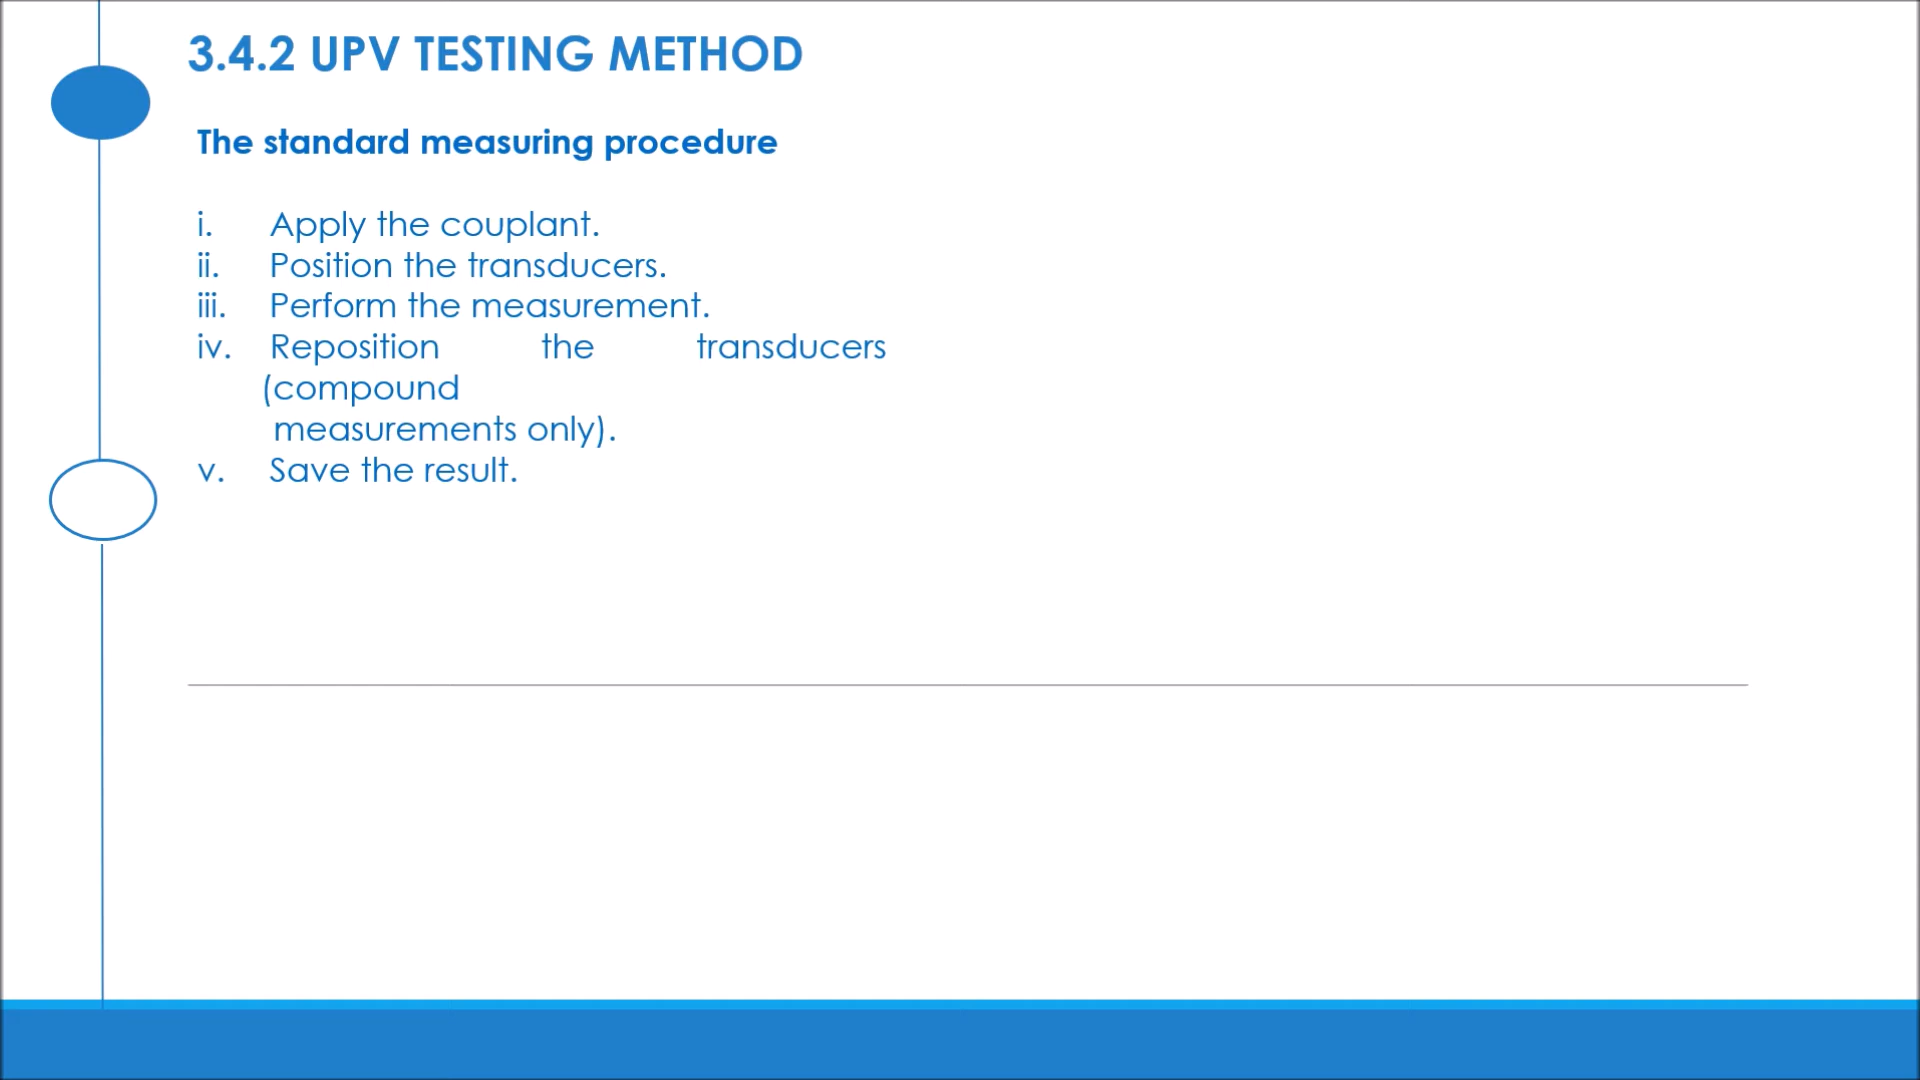 3.4.2 UPV TESTING METHOD
The standard measuring procedure
i. Apply the couplant.
ii. Position the transducers.
iii. Perform the measurement.
iv. Reposition the transducers
(compound
measurements only).
v. Save the result.